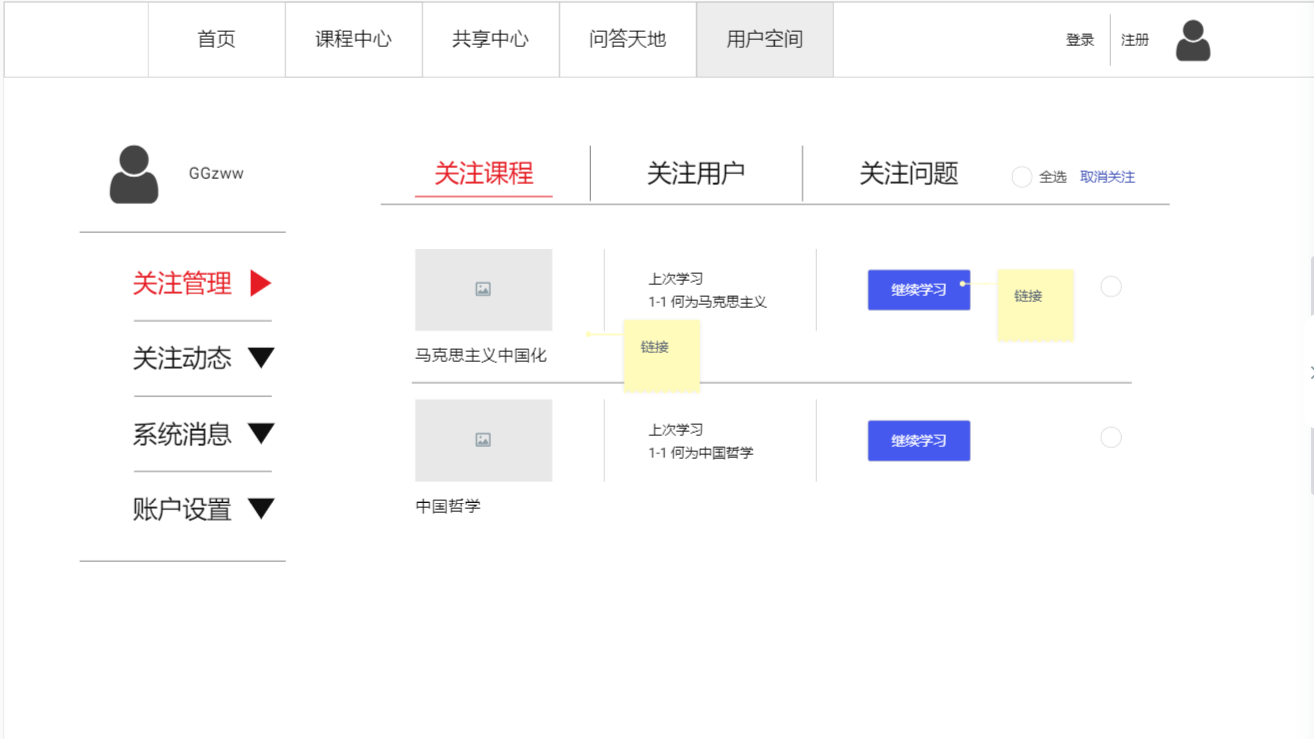 首页 课程中心 共享中心 问答天地 用户空间 登录 注册
GGzww
关注管理
关注动态
系统消息
账户设置
关注课程 关注用户 关注问题 全选 取消关注
上次学习
1-1 何为马克思主义
继续学习
链接
马克思主义中国化
链接
上次学习
1-1 何为中国哲学
继续学习
中国哲学